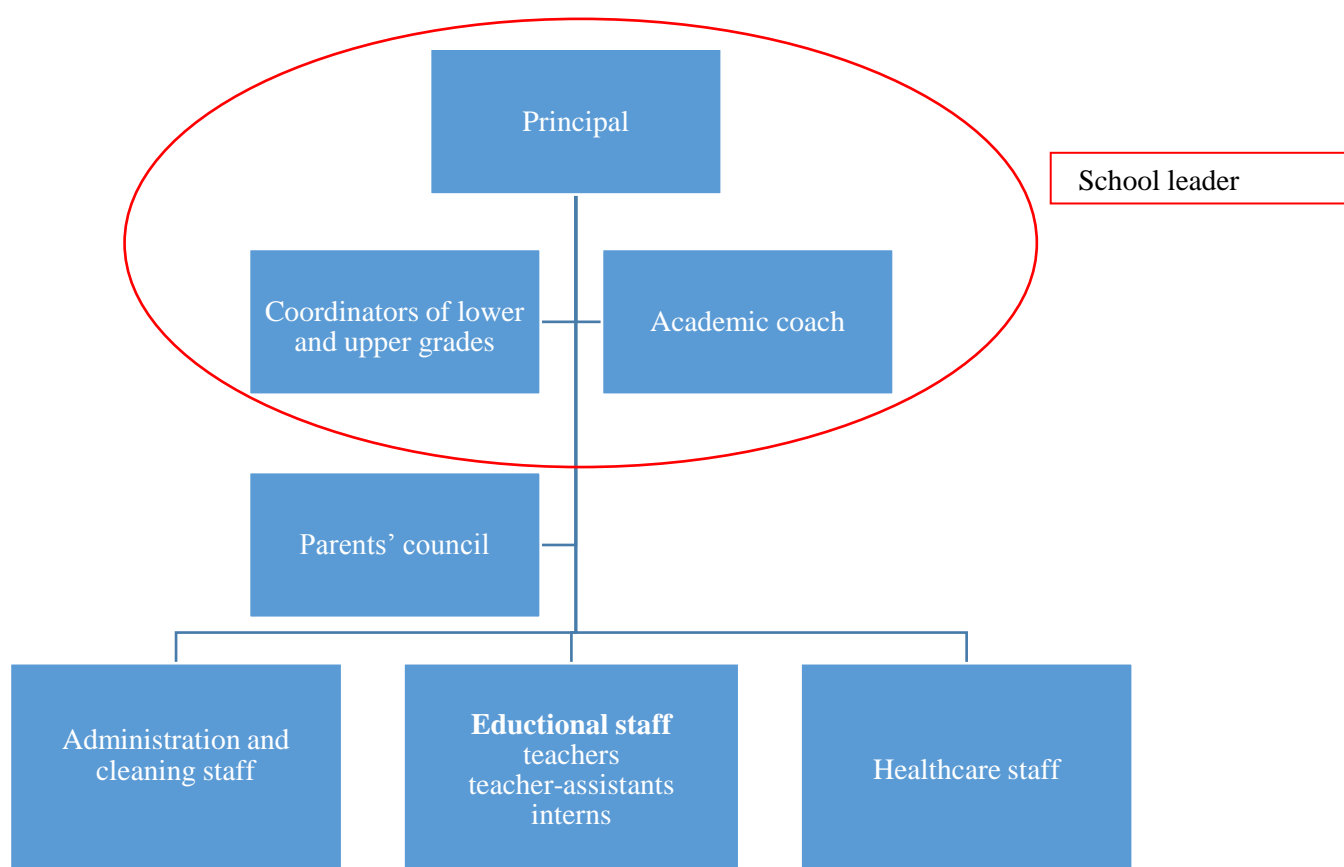 Principal
School leader
Coordinators of lower
and upper grades
Academic coach
Parents’ council
Administration and
cleaning staff
Eductional staff
teachers
teacher-assistants
interns
Healthcare staff